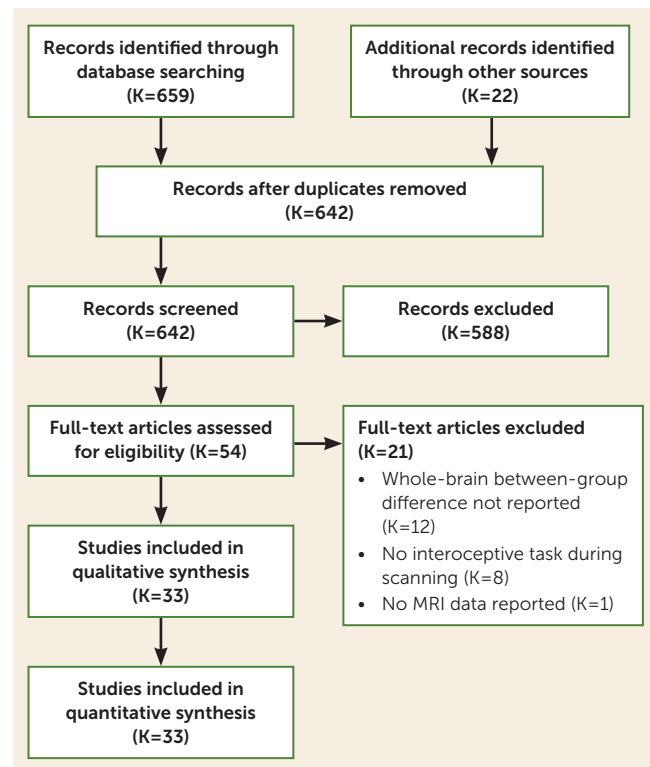 Records identified through
database searching
(K=659)
Additional records identified
through other sources
(K=22)
Records after duplicates removed
(K=642)
Records screened
(K=642)
Records excluded
(K=588)
Full-text articles assessed
for eligibility (K=54)
Full-text articles excluded
(K=21)
• Whole-brain between-group
difference not reported
(K=12)
• No interoceptive task during
scanning (K=8)
• No MRI data reported (K=1)
Studies included in
qualitative synthesis
(K=33)
Studies included in
quantitative synthesis
(K=33)